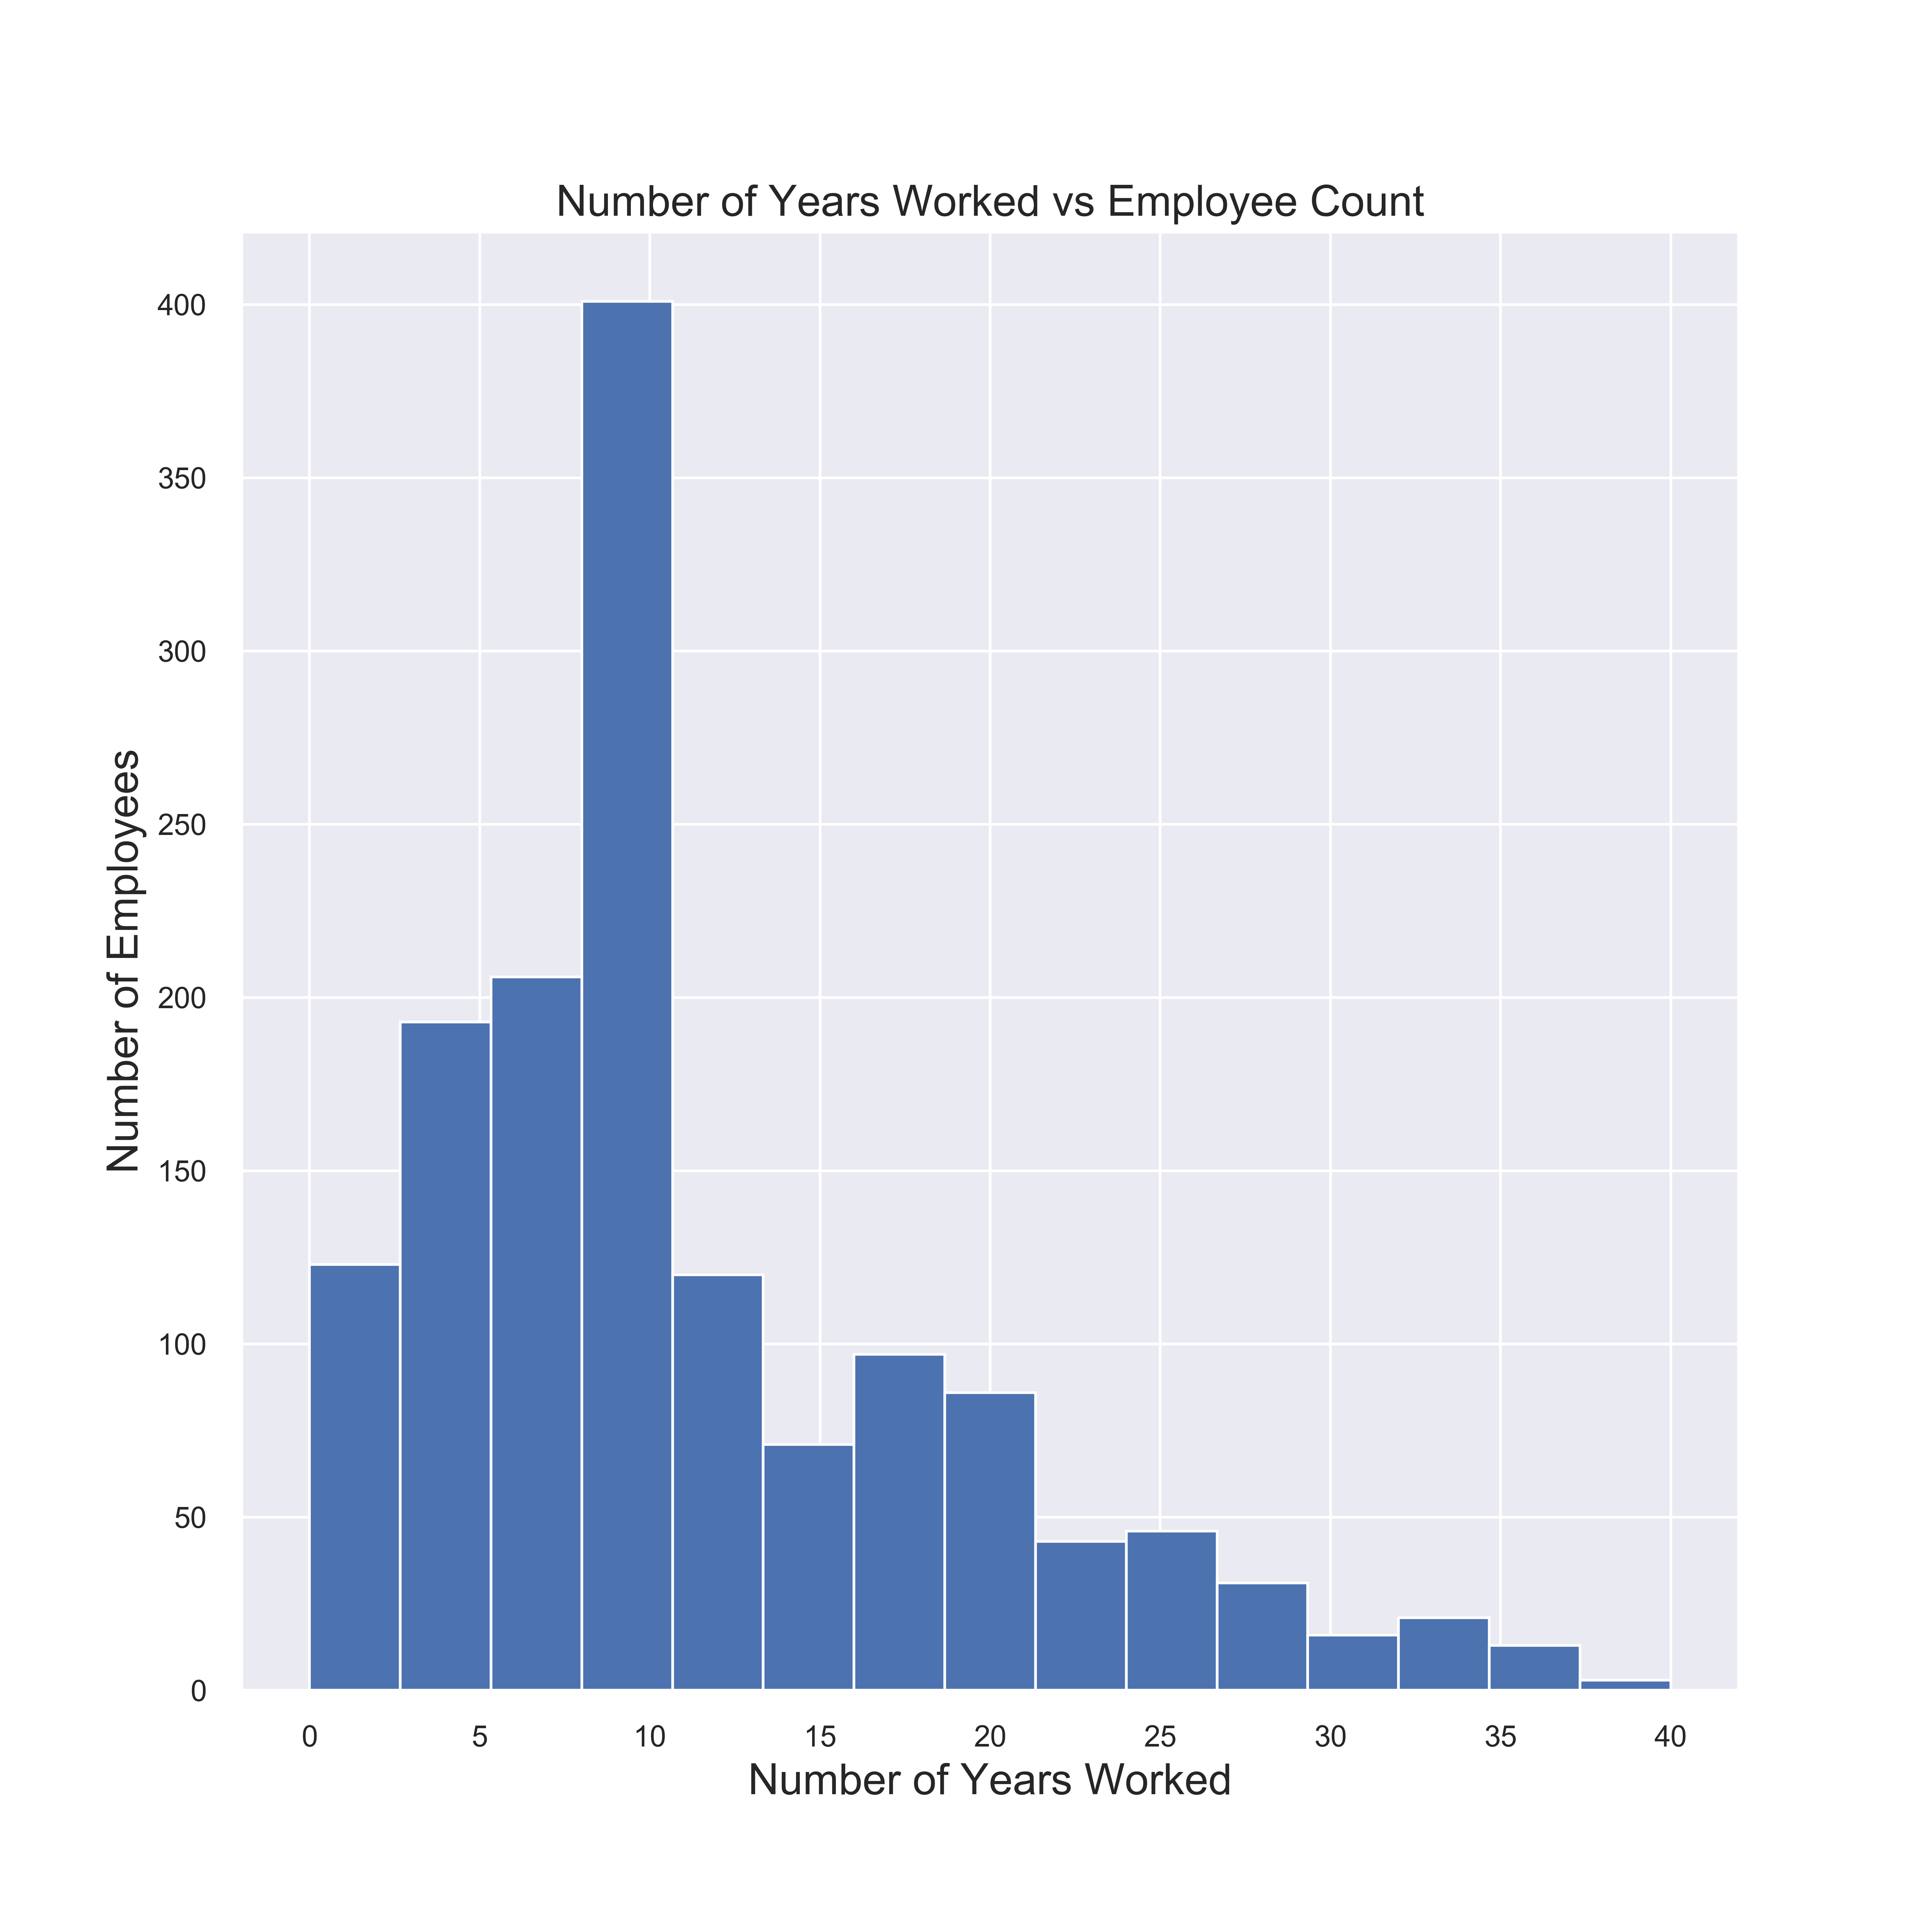 Number of Years Worked vs Employee Count
400
350
300
250
200
150
100
50
0
Number of Employees
0 5 10 15 20 25 30 35 40
Number of Years Worked